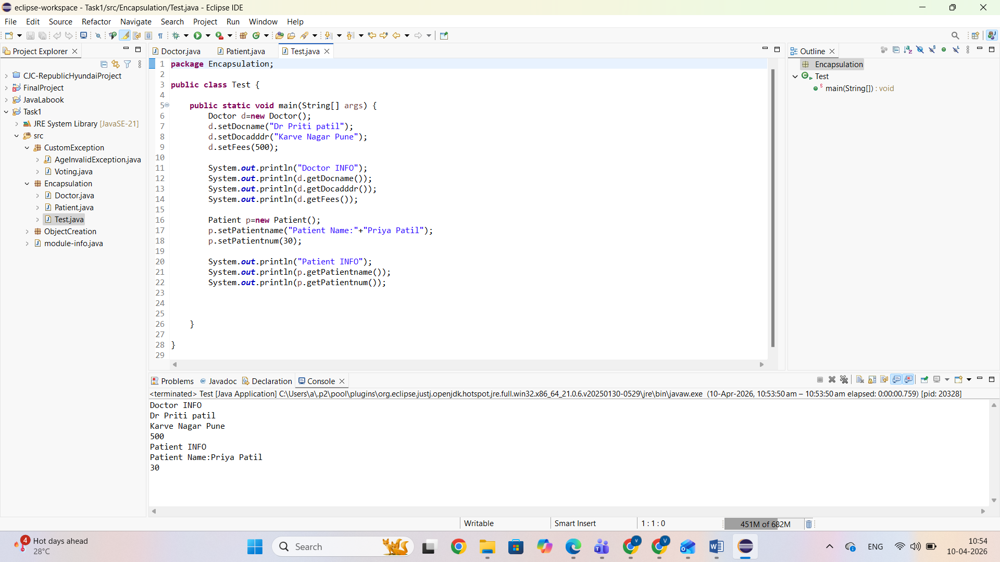 eclipse-workspace - Task1/src/Encapsulation/Test.java - Eclipse IDE
File Edit Source Refactor Navigate Search Project Run Window Help
Project Explorer
CJC-RepublicHyundaiProject
FinalProject
JavaLabook
Task1
JRE System Library [JavaSE-21]
src
CustomException
AgeInvalidException.java
Voting.java
Encapsulation
Doctor.java
Patient.java
Test.java
ObjectCreation
module-info.java
Doctor.java Patient.java Test.java
1 package Encapsulation;
2
3 public class Test {
4
5 public static void main(String[] args) {
6 Doctor d=new Doctor();
7 d.setDocname("Dr Priti patil");
8 d.setDocadddr("Karve Nagar Pune");
9 d.setFees(500);
10
11 System.out.println("Doctor INFO");
12 System.out.println(d.getDocname());
13 System.out.println(d.getDocadddr());
14 System.out.println(d.getFees());
15
16 Patient p=new Patient();
17 p.setPatientname("Patient Name:"+"Priya Patil");
18 p.setPatientnum(30);
19
20 System.out.println("Patient INFO");
21 System.out.println(p.getPatientname());
22 System.out.println(p.getPatientnum());
23
24
25
26 }
27
28 }
29
Outline
Encapsulation
Test
main(String[]) : void
Problems Javadoc Declaration Console
<terminated> Test [Java Application] C:\Users\a\.p2\pool\plugins\org.eclipse.justj.openjdk.hotspot.jre.full.win32.x86_64_21.0.6.v20250130-0529\jre\bin\javaw.exe (10-Apr-2026, 10:53:50 am – 10:53:50 am elapsed: 0:00:00.759) [pid: 20328]
Doctor INFO
Dr Priti patil
Karve Nagar Pune
500
Patient INFO
Patient Name:Priya Patil
30
Writable Smart Insert 1 : 1 : 0 451M of 682M
4 Hot days ahead
28°C
Search
ENG
10:54
10-04-2026